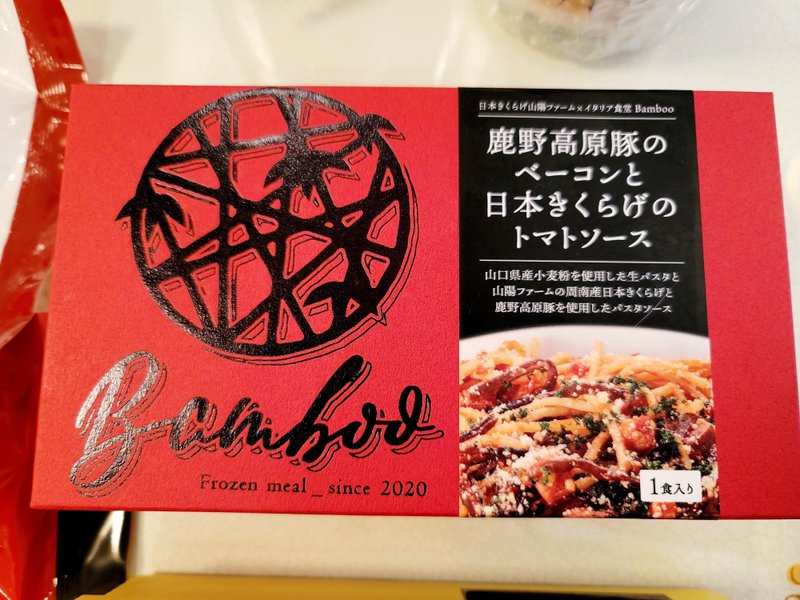 Bamboo
Frozen meal_since 2020
日本きくらげ山陽ファーム×イタリア食堂 Bamboo
鹿野高原豚の
ベーコンと
日本きくらげの
トマトソース
山口県産小麦粉を使用した生パスタと
山陽ファームの周南産日本きくらげと
鹿野高原豚を使用したパスタソース
1食入り